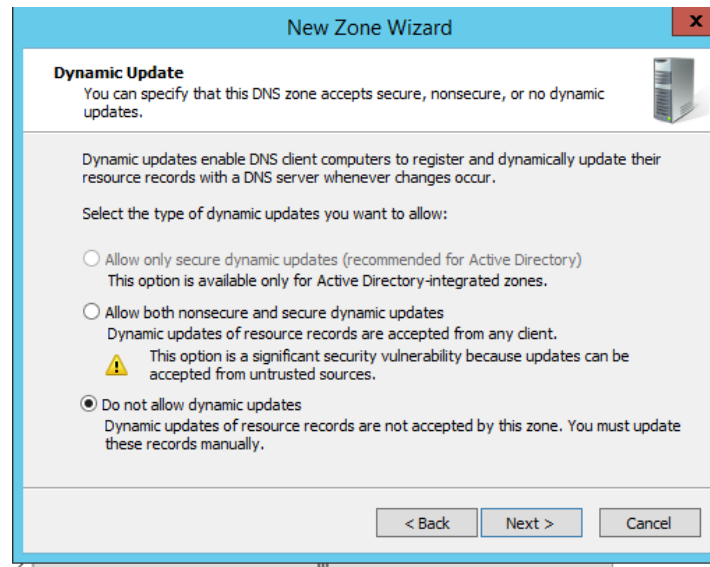 New Zone Wizard
x
Dynamic Update
You can specify that this DNS zone accepts secure, nonsecure, or no dynamic
updates.
Dynamic updates enable DNS client computers to register and dynamically update their
resource records with a DNS server whenever changes occur.
Select the type of dynamic updates you want to allow:
Allow only secure dynamic updates (recommended for Active Directory)
This option is available only for Active Directory-integrated zones.
Allow both nonsecure and secure dynamic updates
Dynamic updates of resource records are accepted from any client.
This option is a significant security vulnerability because updates can be
accepted from untrusted sources.
Do not allow dynamic updates
Dynamic updates of resource records are not accepted by this zone. You must update
these records manually.
< Back Next > Cancel